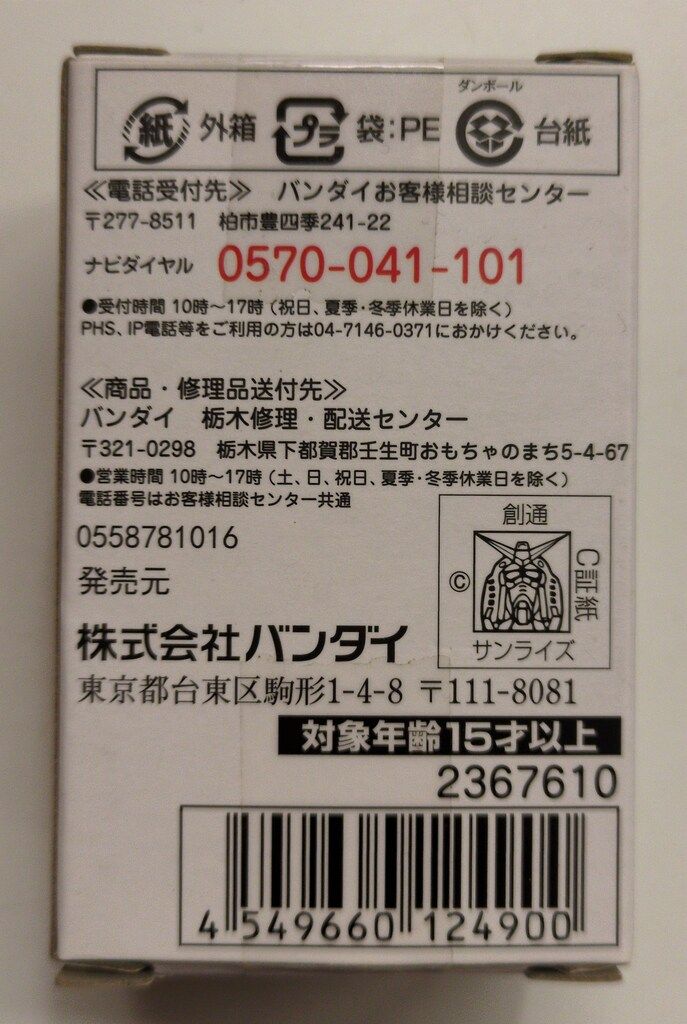 ダンボール
紙 外箱 プラ 袋:PE 台紙
≪電話受付先≫ バンダイお客様相談センター
〒277-8511 柏市豊四季241-22
ナビダイヤル 0570-041-101
●受付時間 10時〜17時(祝日、夏季・冬季休業日を除く)
PHS、IP電話等をご利用の方は04-7146-0371におかけください。
≪商品・修理品送付先≫
バンダイ 栃木修理・配送センター
〒321-0298 栃木県下都賀郡壬生町おもちゃのまち5-4-67
●営業時間 10時〜17時(土、日、祝日、夏季・冬季休業日を除く)
電話番号はお客様相談センター共通
0558781016
発売元
株式会社バンダイ
東京都台東区駒形1-4-8 〒111-8081
創通
©
C証紙
サンライズ
対象年齢15才以上
2367610
4 549660 124900